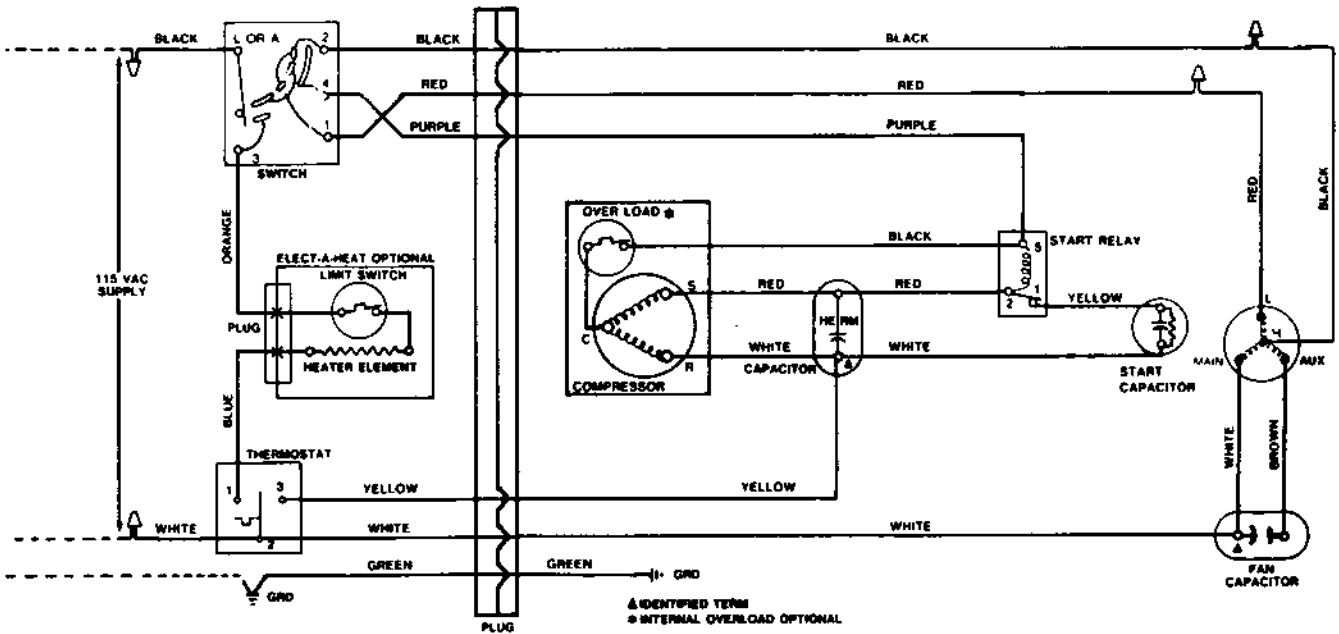 BLACK
L OR A
2
BLACK
BLACK
4
RED
RED
1
PURPLE
PURPLE
3
SWITCH
ORANGE
RED
BLACK
OVER LOAD *
BLACK
S
START RELAY
115 VAC
SUPPLY
ELECT-A-HEAT OPTIONAL
LIMIT SWITCH
S
RED
RED
2
1
YELLOW
L
PLUG
HERM
C
H
WHITE
WHITE
HEATER ELEMENT
R
CAPACITOR
Δ
MAIN
AUX
START
CAPACITOR
COMPRESSOR
BLUE
WHITE
BROWN
THERMOSTAT
1
3
YELLOW
YELLOW
WHITE
2
WHITE
WHITE
Δ
FAN
CAPACITOR
GREEN
GREEN
GRD
GRD
Δ IDENTIFIED TERM
* INTERNAL OVERLOAD OPTIONAL
PLUG